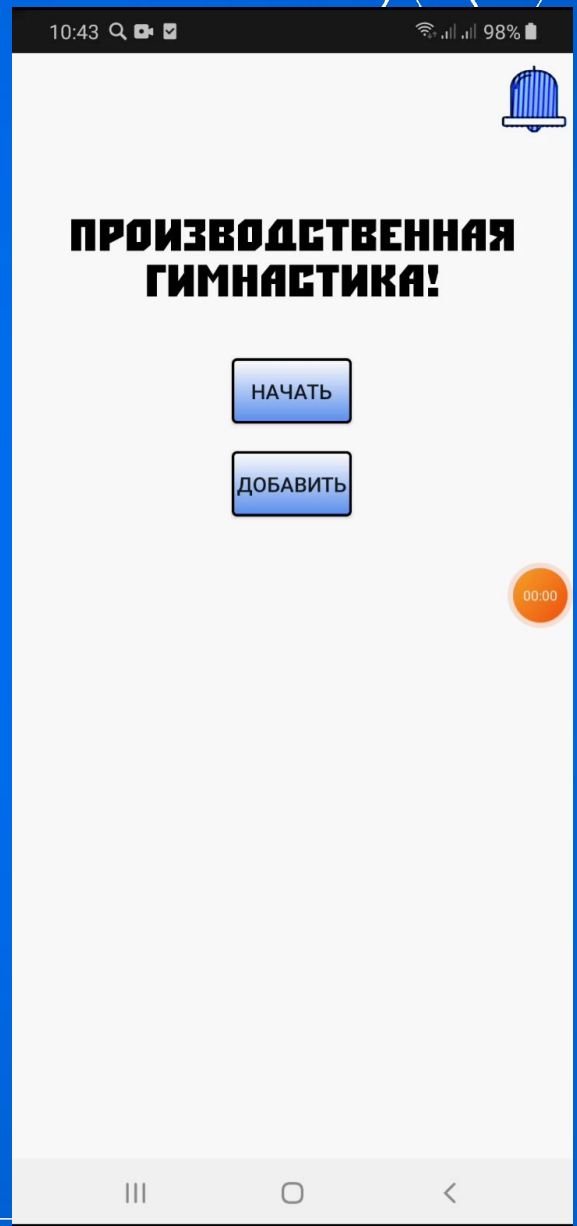 10:43 98%
ПРОИЗВОДСТВЕННАЯ
ГИМНАСТИКА!
НАЧАТЬ
ДОБАВИТЬ
00:00